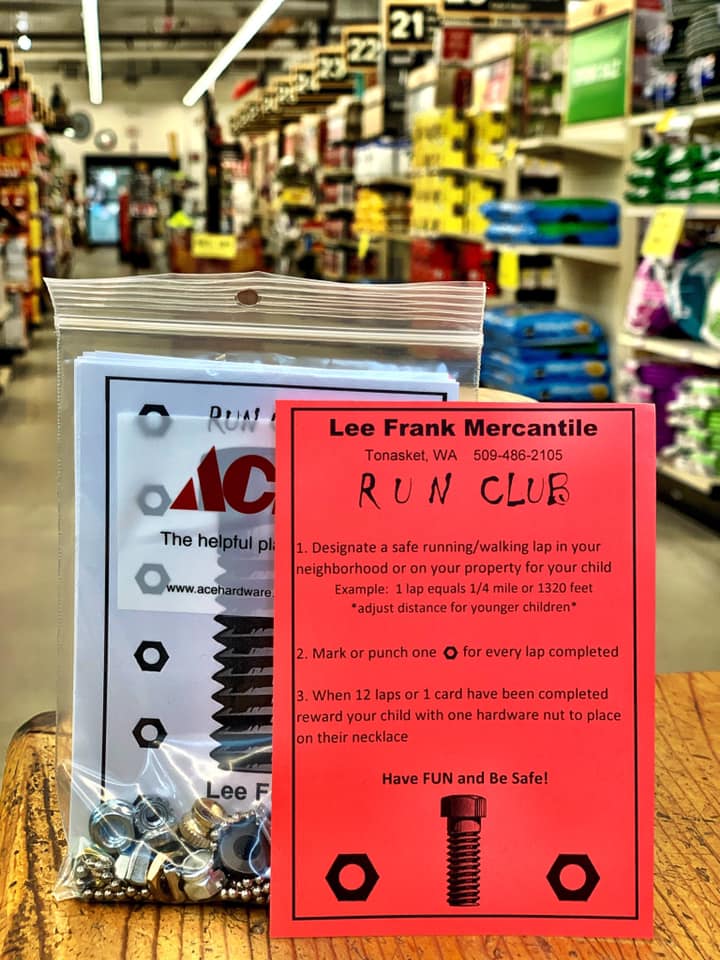 21
22
23
RUN
AC
The helpful pla
www.acehardware.
Lee F
Lee Frank Mercantile
Tonasket, WA 509-486-2105
RUN CLUB
1. Designate a safe running/walking lap in your
neighborhood or on your property for your child
Example: 1 lap equals 1/4 mile or 1320 feet
*adjust distance for younger children*
2. Mark or punch one for every lap completed
3. When 12 laps or 1 card have been completed
reward your child with one hardware nut to place
on their necklace
Have FUN and Be Safe!